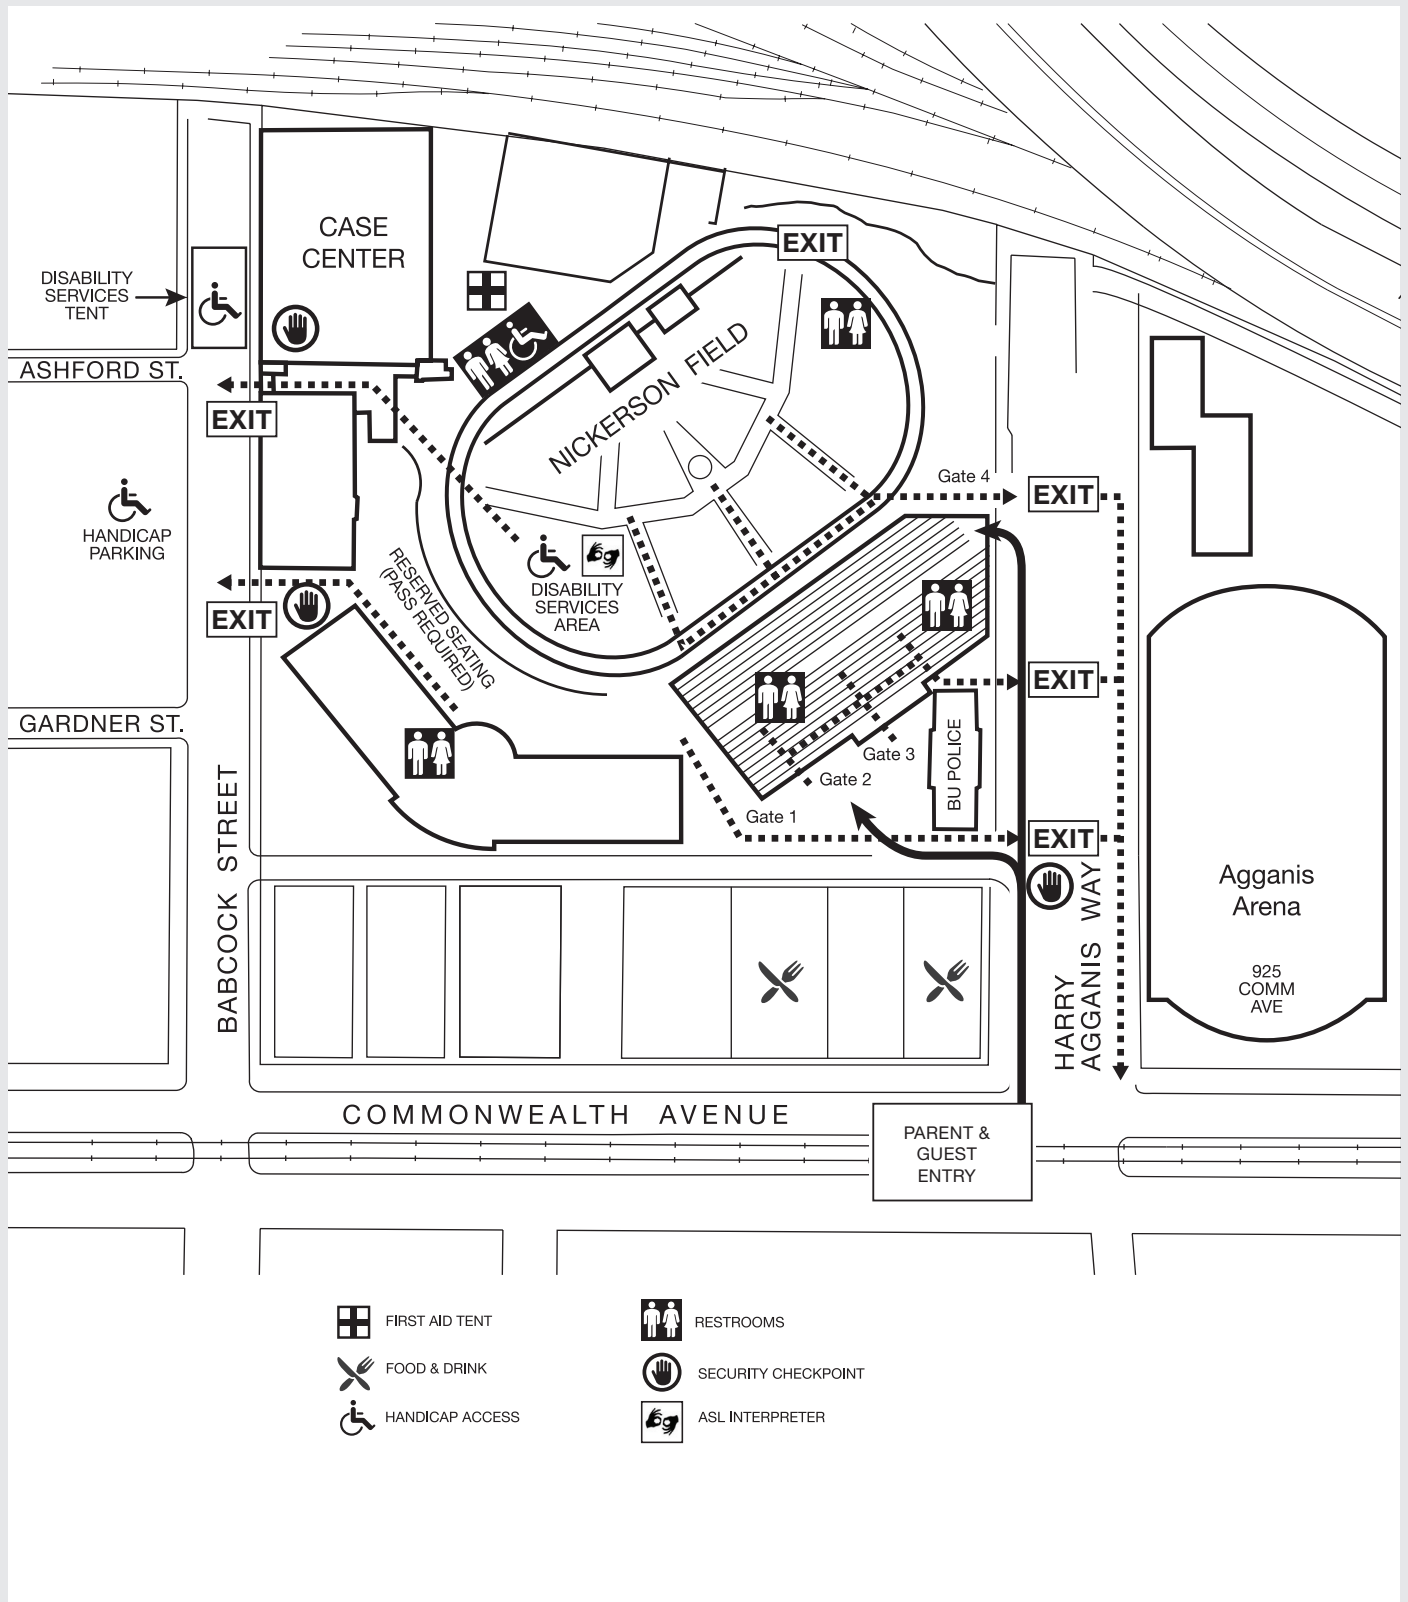 CASE
CENTER
EXIT
DISABILITY
SERVICES
TENT
ASHFORD ST.
EXIT
NICKERSON FIELD
Gate 4
EXIT
HANDICAP
PARKING
RESERVED SEATING
(PASS REQUIRED)
DISABILITY
SERVICES
AREA
EXIT
EXIT
GARDNER ST.
BU POLICE
Gate 3
Gate 2
Gate 1
EXIT
BABCOCK STREET
HARRY
AGGANIS WAY
Agganis
Arena
925
COMM
AVE
COMMONWEALTH AVENUE
PARENT &
GUEST
ENTRY
FIRST AID TENT
RESTROOMS
FOOD & DRINK
SECURITY CHECKPOINT
HANDICAP ACCESS
ASL INTERPRETER